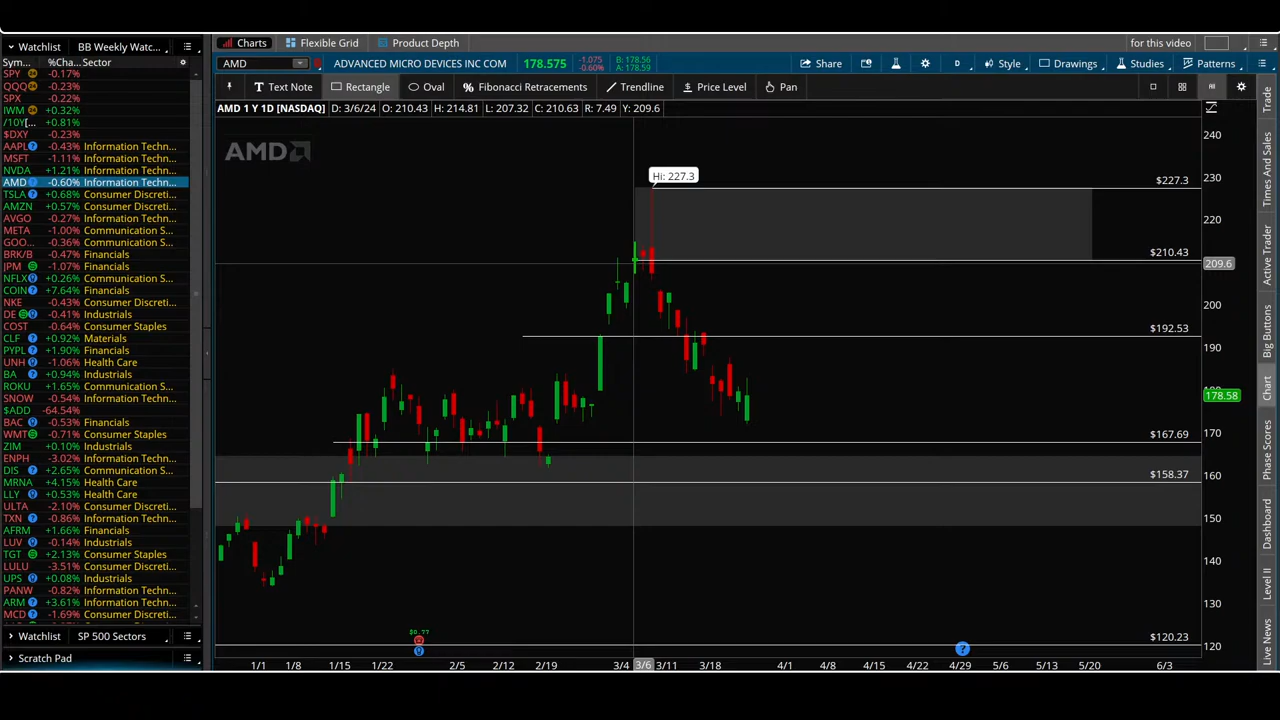 Watchlist BB Weekly Watc...
Sym... %Cha... Sector
SPY -0.17%
QQQ -0.23%
SPX -0.22%
IWM +0.32%
/10Y[... +0.81%
$DXY -0.23%
AAPL -0.43% Information Techn...
MSFT -1.11% Information Techn...
NVDA +1.21% Information Techn...
AMD -0.60% Information Techn...
TSLA +0.68% Consumer Discreti...
AMZN +0.57% Consumer Discreti...
AVGO -0.27% Information Techn...
META -1.00% Communication S...
GOO... -0.36% Communication S...
BRK/B -0.47% Financials
JPM -1.07% Financials
NFLX +0.26% Communication S...
COIN +7.64% Financials
NKE -0.43% Consumer Discreti...
DE -0.41% Industrials
COST -0.64% Consumer Staples
CLF +0.92% Materials
PYPL +1.90% Financials
UNH -1.06% Health Care
BA +0.94% Industrials
ROKU +1.65% Communication S...
SNOW -0.54% Information Techn...
$ADD -64.54%
BAC -0.53% Financials
WMT -0.71% Consumer Staples
ZIM +0.10% Industrials
ENPH -3.02% Information Techn...
DIS +2.65% Communication S...
MRNA +4.15% Health Care
LLY +0.53% Health Care
ULTA -2.10% Consumer Discreti...
TXN -0.86% Information Techn...
AFRM +1.66% Financials
LUV -0.14% Industrials
TGT +2.13% Consumer Staples
LULU -3.51% Consumer Discreti...
UPS +0.08% Industrials
PANW -0.82% Information Techn...
ARM +3.61% Information Techn...
MCD -1.69% Consumer Discreti...
Watchlist SP 500 Sectors
Scratch Pad
Charts Flexible Grid Product Depth for this video
AMD ADVANCED MICRO DEVICES INC COM 178.575 -1.075 -0.60% B: 178.56 A: 178.59 Share D Style Drawings Studies Patterns
Text Note Rectangle Oval Fibonacci Retracements Trendline Price Level Pan
AMD 1 Y 1D [NASDAQ] D: 3/6/24 O: 210.43 H: 214.81 L: 207.32 C: 210.63 R: 7.49 Y: 209.6
AMD
Hi: 227.3
$227.3
$210.43
$192.53
$167.69
$158.37
$120.23
240
230
220
209.6
200
190
178.58
170
160
150
140
130
120
$0.77
1/1 1/8 1/15 1/22 2/5 2/12 2/19 3/4 3/6 3/11 3/18 4/1 4/8 4/15 4/22 4/29 5/6 5/13 5/20 6/3
Trade
Times And Sales
Active Trader
Big Buttons
Chart
Phase Scores
Dashboard
Level II
Live News